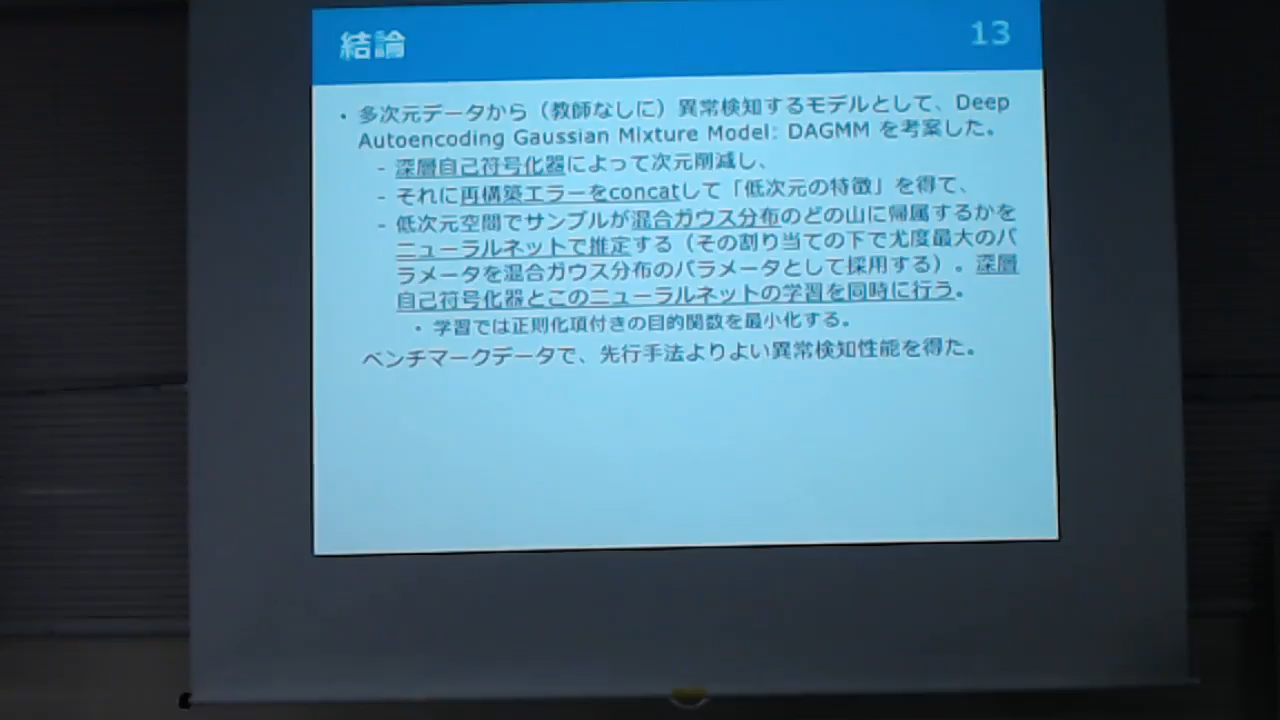 結論
13
・多次元データから（教師なしに）異常検知するモデルとして、Deep
Autoencoding Gaussian Mixture Model: DAGMM を考案した。
- 深層自己符号化器によって次元削減し、
- それに再構築エラーをconcatして「低次元の特徴」を得て、
- 低次元空間でサンプルが混合ガウス分布のどの山に帰属するかを
ニューラルネットで推定する（その割り当ての下で尤度最大のパ
ラメータを混合ガウス分布のパラメータとして採用する）。深層
自己符号化器とこのニューラルネットの学習を同時に行う。
・学習では正則化項付きの目的関数を最小化する。
ベンチマークデータで、先行手法よりよい異常検知性能を得た。